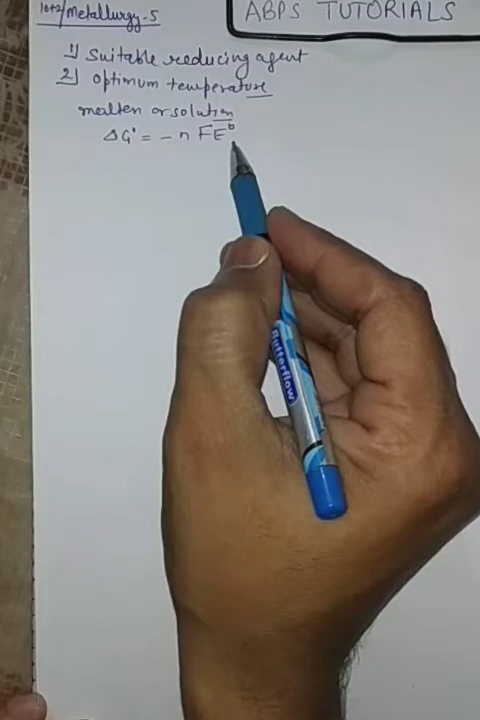 10+2/Metallurgy-5
ABPS TUTORIALS
1) Suitable reducing agent
2) Optimum temperature
molten or solution
ΔG° = - n FE°
Butterflow